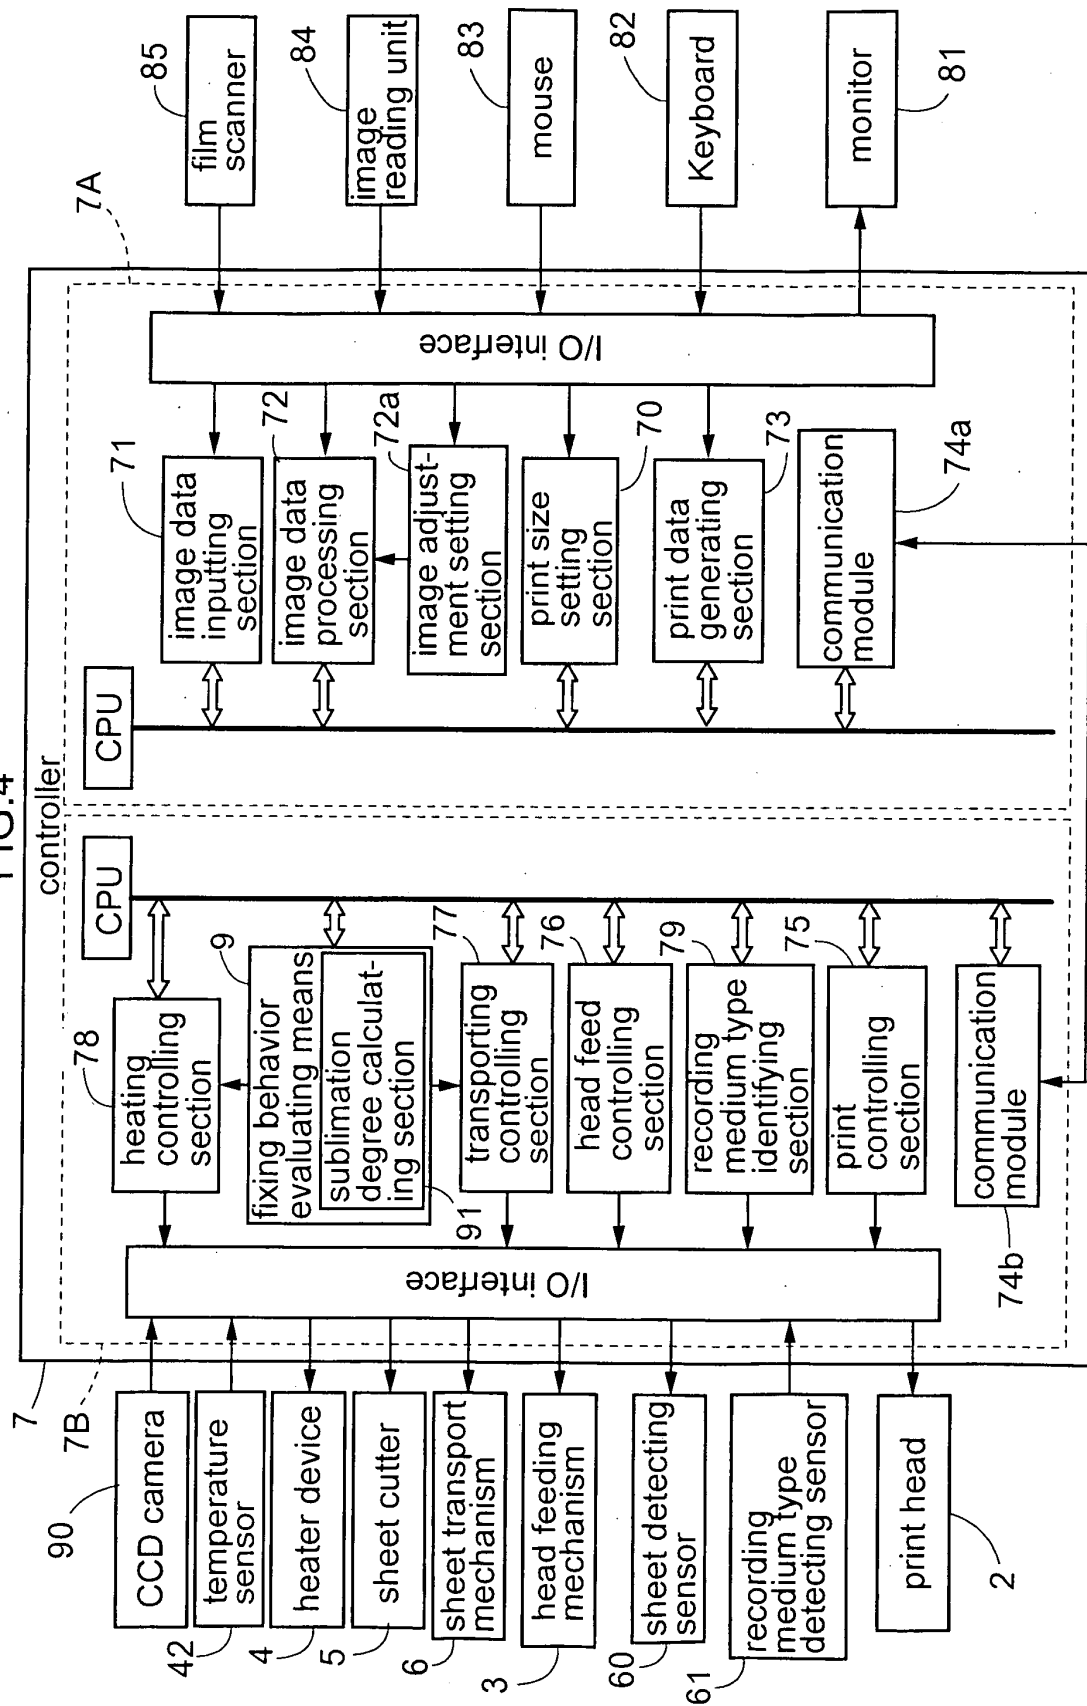 FIG.4
controller
7
7A
7B
CPU
CPU
90
CCD camera
42
temperature
sensor
4
heater device
5
sheet cutter
6
sheet transport
mechanism
3
head feeding
mechanism
60
sheet detecting
sensor
61
recording
medium type
detecting sensor
print head
2
I/O interface
78
heating
controlling
section
9
fixing behavior
evaluating means
sublimation
degree calculat-
ing section
91
77
transporting
controlling
section
76
head feed
controlling
section
79
recording
medium type
identifying
section
75
print
controlling
section
communication
module
74b
71
image data
inputting
section
72
image data
processing
section
72a
image adjust-
ment setting
section
print size
setting
section
70
print data
generating
section
73
communication
module
74a
I/O interface
film
scanner
85
image
reading unit
84
mouse
83
Keyboard
82
monitor
81